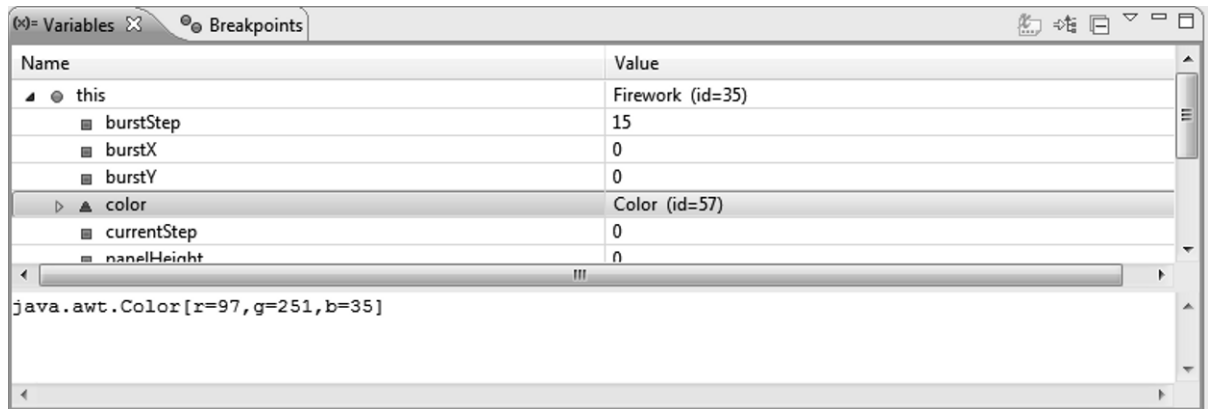 (x)= Variables Breakpoints
Name Value
this Firework (id=35)
burstStep 15
burstX 0
burstY 0
color Color (id=57)
currentStep 0
panelHeight 0
java.awt.Color[r=97,g=251,b=35]